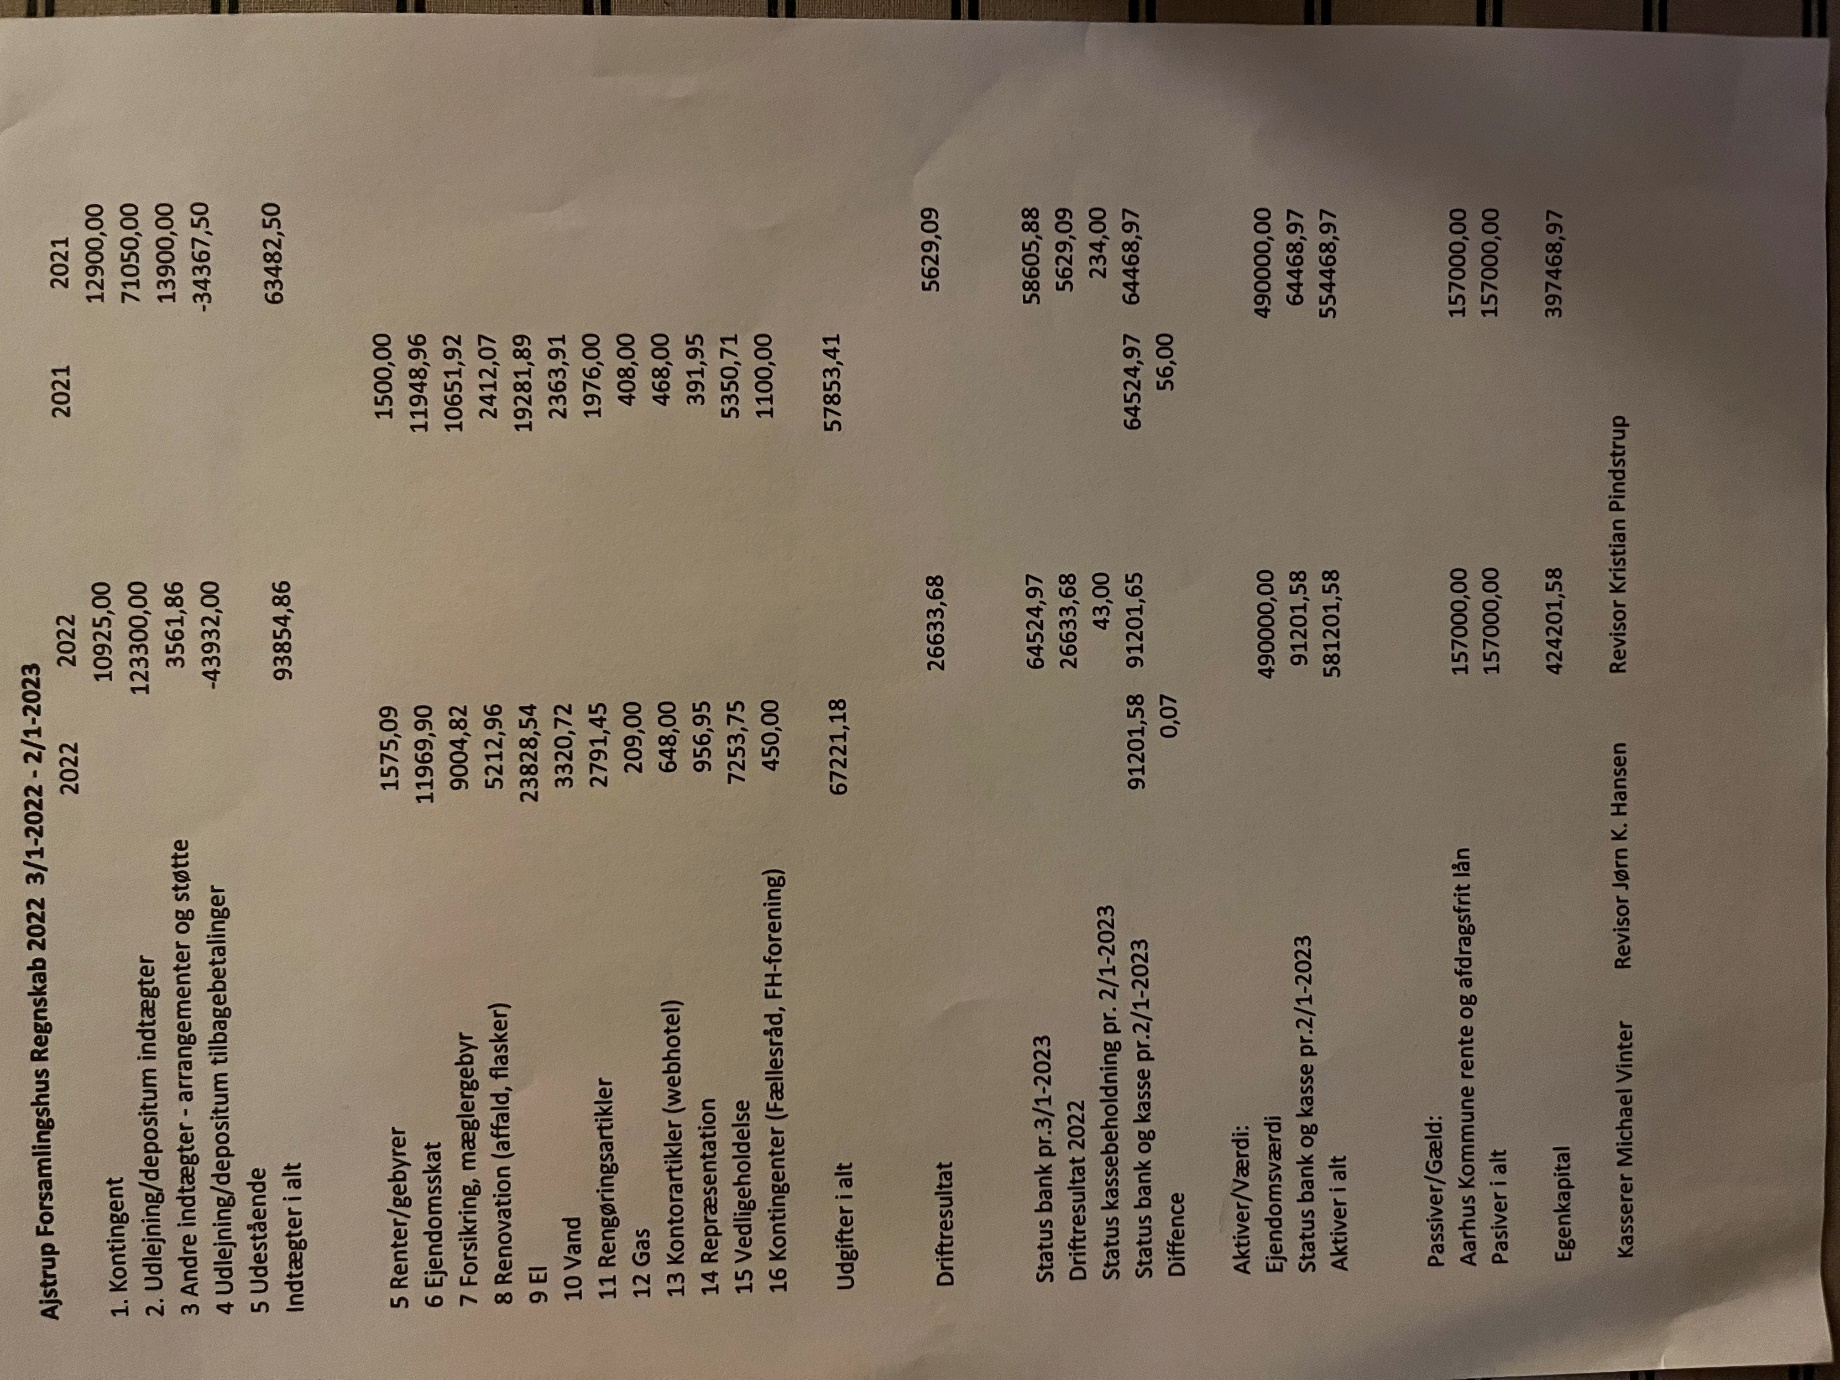 Ajstrup Forsamlingshus Regnskab 2022 3/1-2022 - 2/1-2023
2022 2022 2021 2021
1. Kontingent 10925,00 12900,00
2. Udlejning/depositum indtægter 123300,00 71050,00
3 Andre indtægter - arrangementer og støtte 3561,86 13900,00
4 Udlejning/depositum tilbagebetalinger -43932,00 -34367,50
5 Udestående
Indtægter i alt 93854,86 63482,50
5 Renter/gebyrer 1575,09 1500,00
6 Ejendomsskat 11969,90 11948,96
7 Forsikring, mæglergebyr 9004,82 10651,92
8 Renovation (affald, flasker) 5212,96 2412,07
9 El 23828,54 19281,89
10 Vand 3320,72 2363,91
11 Rengøringsartikler 2791,45 1976,00
12 Gas 209,00 408,00
13 Kontorartikler (webhotel) 648,00 468,00
14 Repræsentation 956,95 391,95
15 Vedligeholdelse 7253,75 5350,71
16 Kontingenter (Fællesråd, FH-forening) 450,00 1100,00
Udgifter i alt 67221,18 57853,41
Driftresultat 26633,68 5629,09
Status bank pr.3/1-2023 64524,97 58605,88
Driftresultat 2022 26633,68 5629,09
Status kassebeholdning pr. 2/1-2023 43,00 234,00
Status bank og kasse pr.2/1-2023 91201,58 91201,65 64524,97 64468,97
Diffence 0,07 56,00
Aktiver/Værdi:
Ejendomsværdi 490000,00 490000,00
Status bank og kasse pr.2/1-2023 91201,58 64468,97
Aktiver i alt 581201,58 554468,97
Passiver/Gæld:
Aarhus Kommune rente og afdragsfrit lån 157000,00 157000,00
Pasiver i alt 157000,00 157000,00
Egenkapital 424201,58 397468,97
Kasserer Michael Vinter Revisor Jørn K. Hansen Revisor Kristian Pindstrup